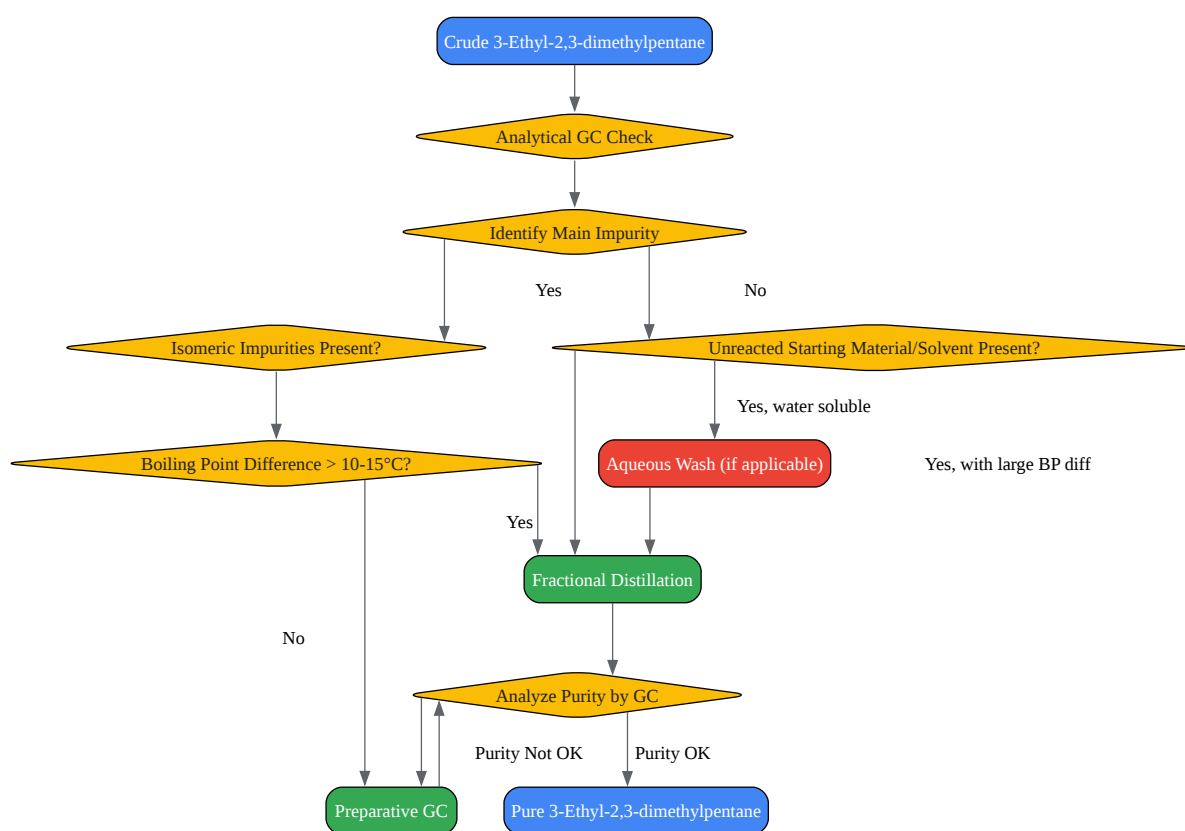 Crude 3-Ethyl-2,3-dimethylpentane
Analytical GC Check
Identify Main Impurity
Yes
No
Isomeric Impurities Present?
Unreacted Starting Material/Solvent Present?
Yes, water soluble
Boiling Point Difference > 10-15°C?
Aqueous Wash (if applicable)
Yes, with large BP diff
Yes
Fractional Distillation
No
Analyze Purity by GC
Purity Not OK
Purity OK
Preparative GC
Pure 3-Ethyl-2,3-dimethylpentane